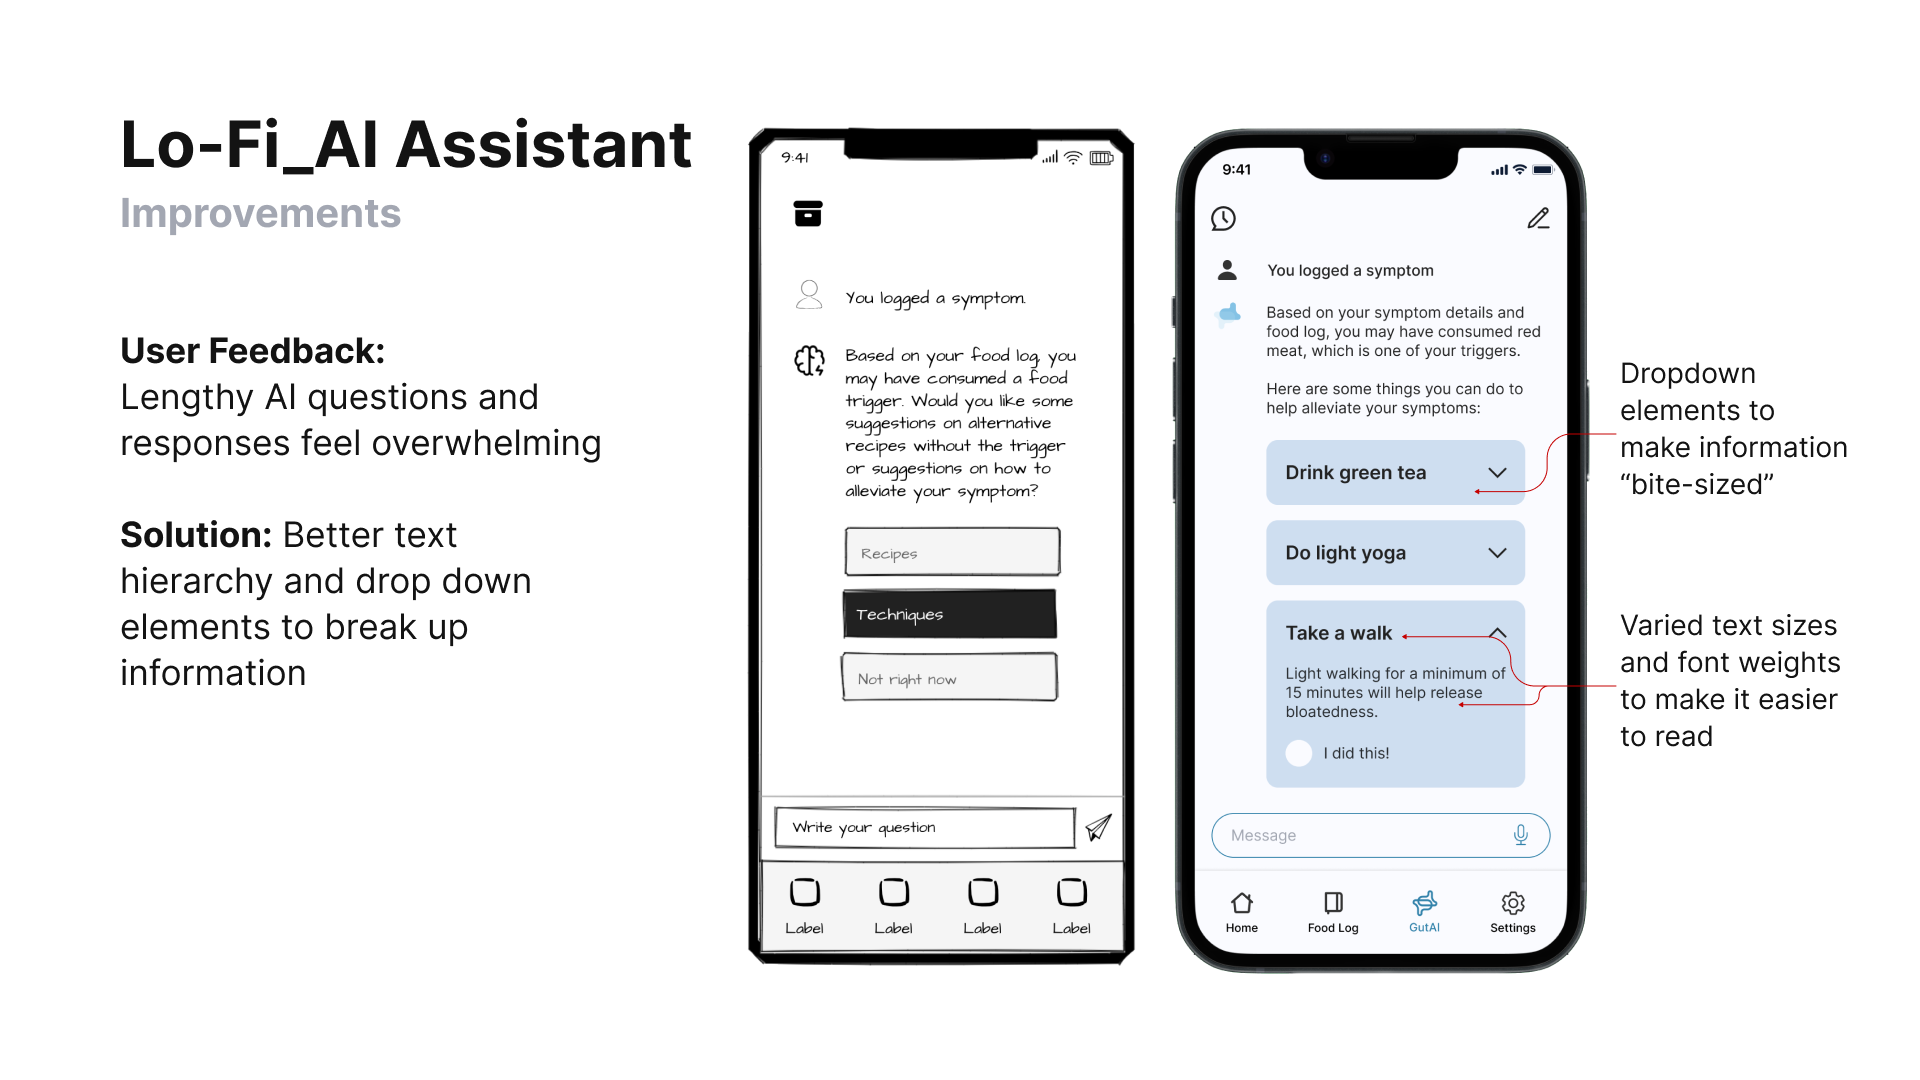 Lo-Fi_AI Assistant
Improvements
User Feedback:
Lengthy AI questions and
responses feel overwhelming
Solution: Better text
hierarchy and drop down
elements to break up
information
9:41
You logged a symptom.
Based on your food log, you
may have consumed a food
trigger. Would you like some
suggestions on alternative
recipes without the trigger
or suggestions on how to
alleviate your symptom?
Recipes
Techniques
Not right now
Write your question
Label
Label
Label
Label
9:41
You logged a symptom
Based on your symptom details and
food log, you may have consumed red
meat, which is one of your triggers.
Here are some things you can do to
help alleviate your symptoms:
Drink green tea
Do light yoga
Take a walk
Light walking for a minimum of
15 minutes will help release
bloatedness.
I did this!
Message
Home
Food Log
GutAI
Settings
Dropdown
elements to
make information
“bite-sized”
Varied text sizes
and font weights
to make it easier
to read